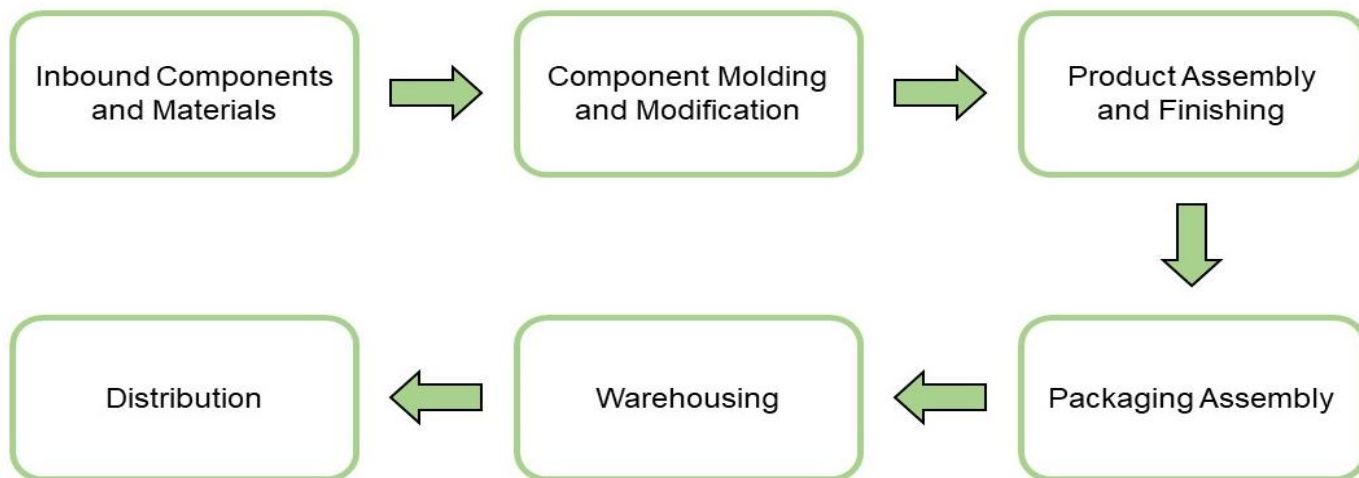 Inbound Components
and Materials
Component Molding
and Modification
Product Assembly
and Finishing
Packaging Assembly
Warehousing
Distribution